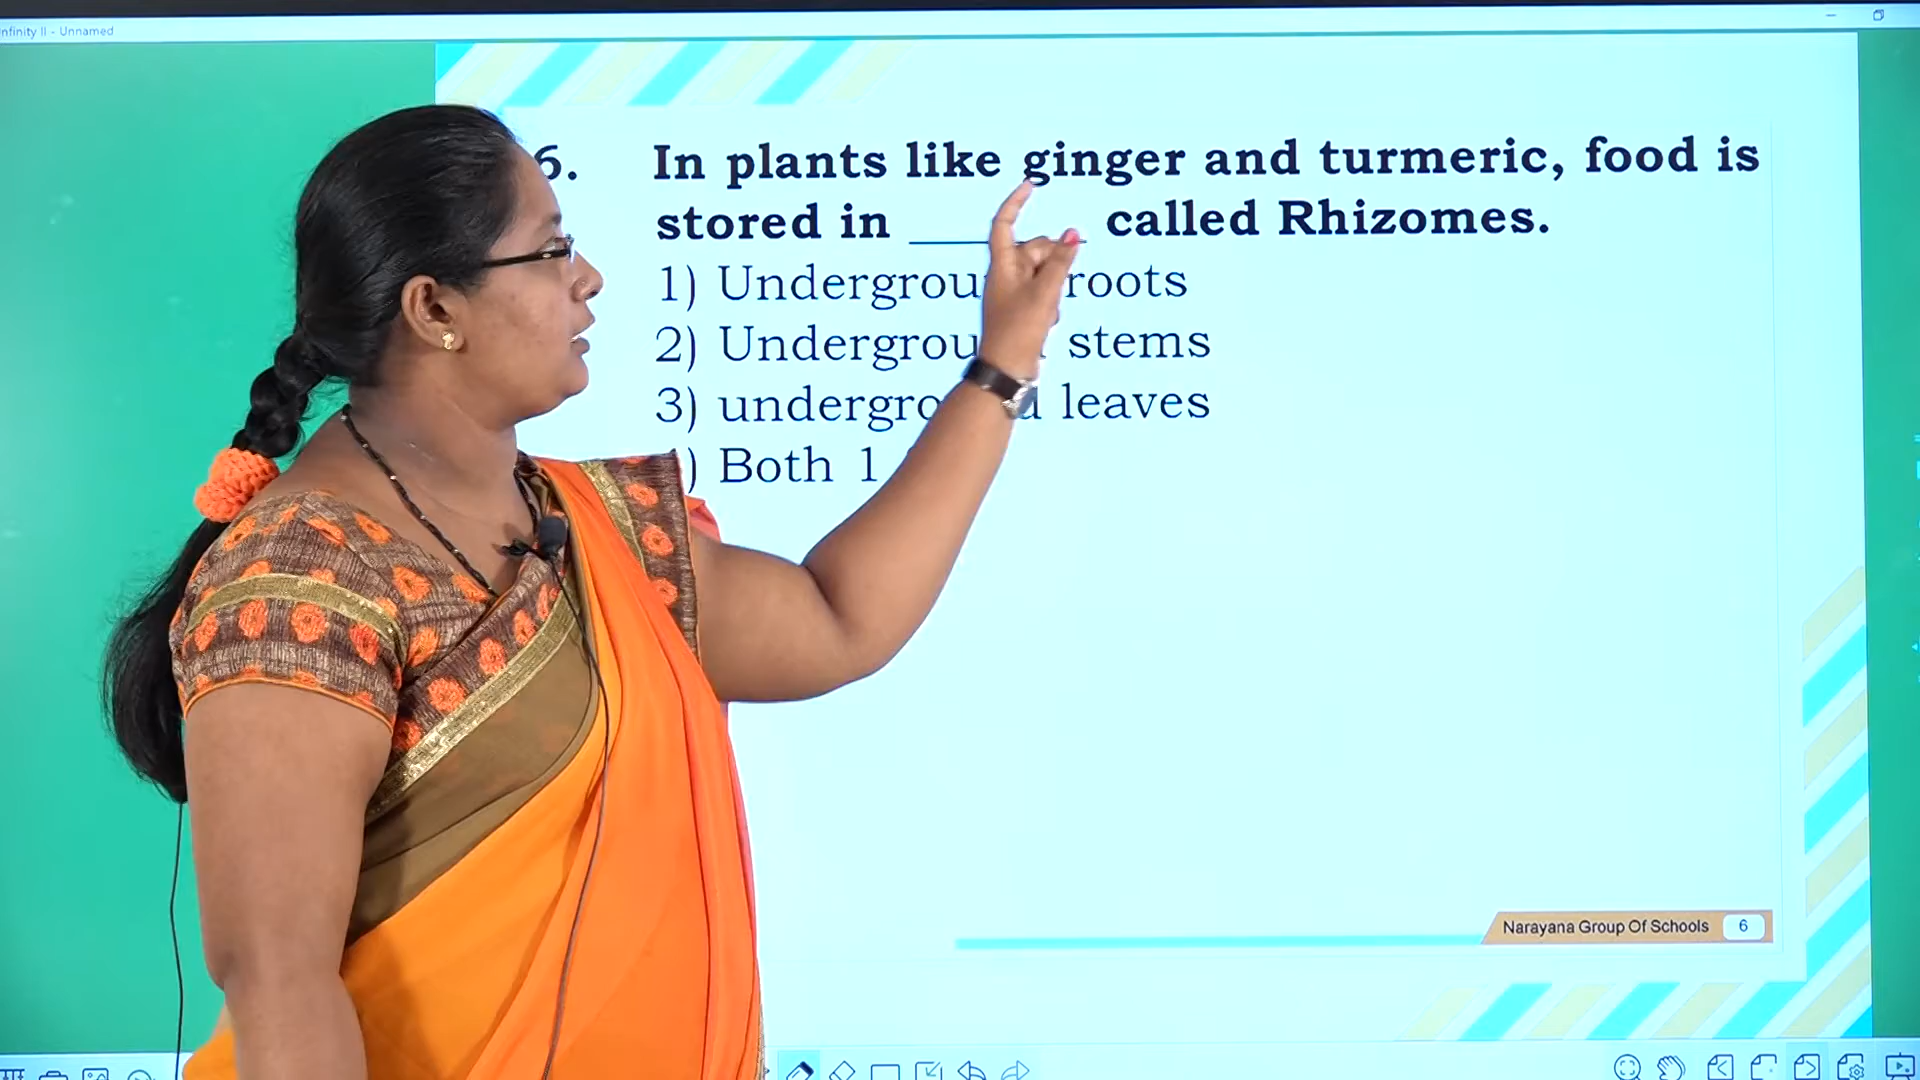 nfinity II - Unnamed
6. In plants like ginger and turmeric, food is
stored in ______ called Rhizomes.
1) Undergrou roots
2) Undergrou stems
3) undergro d leaves
) Both 1
Narayana Group Of Schools 6